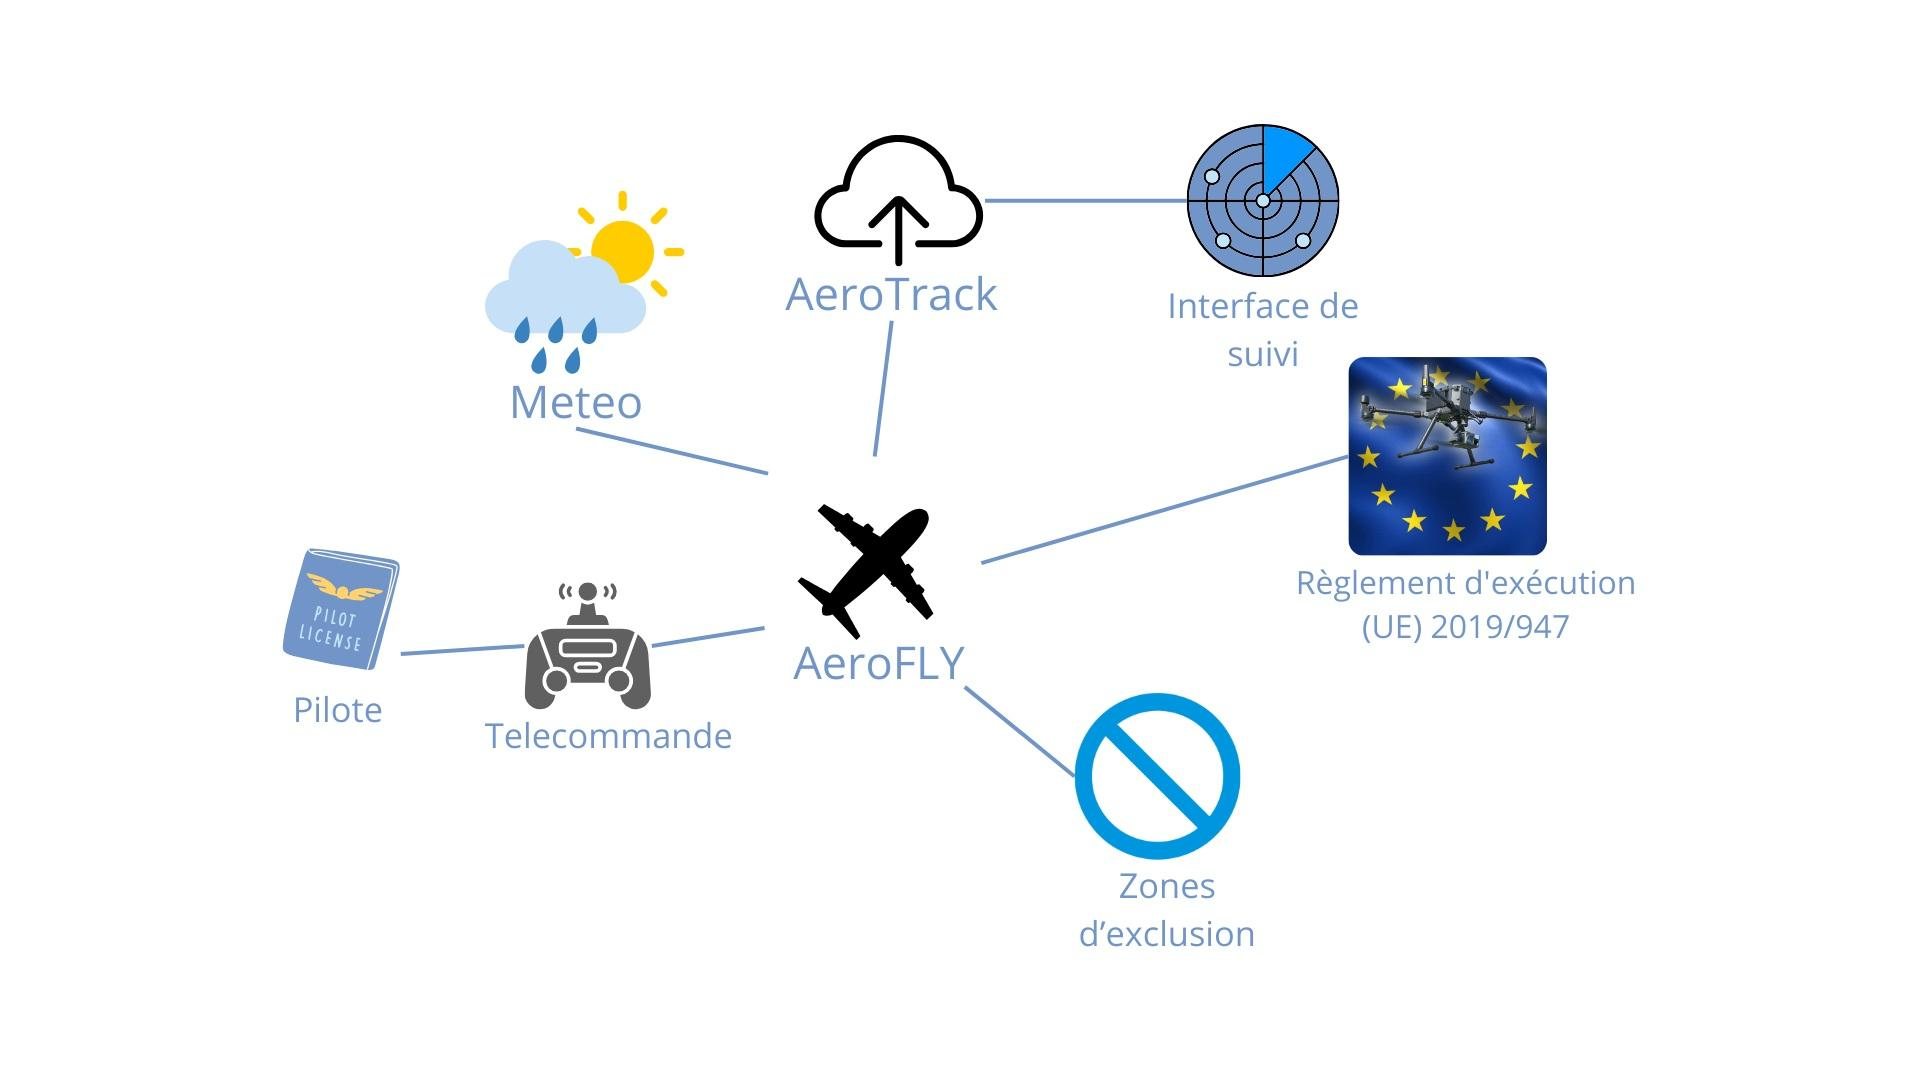 AeroTrack
Interface de
suivi
Meteo
Règlement d'exécution
(UE) 2019/947
PILOT
LICENSE
Pilote
Telecommande
AeroFLY
Zones
d’exclusion